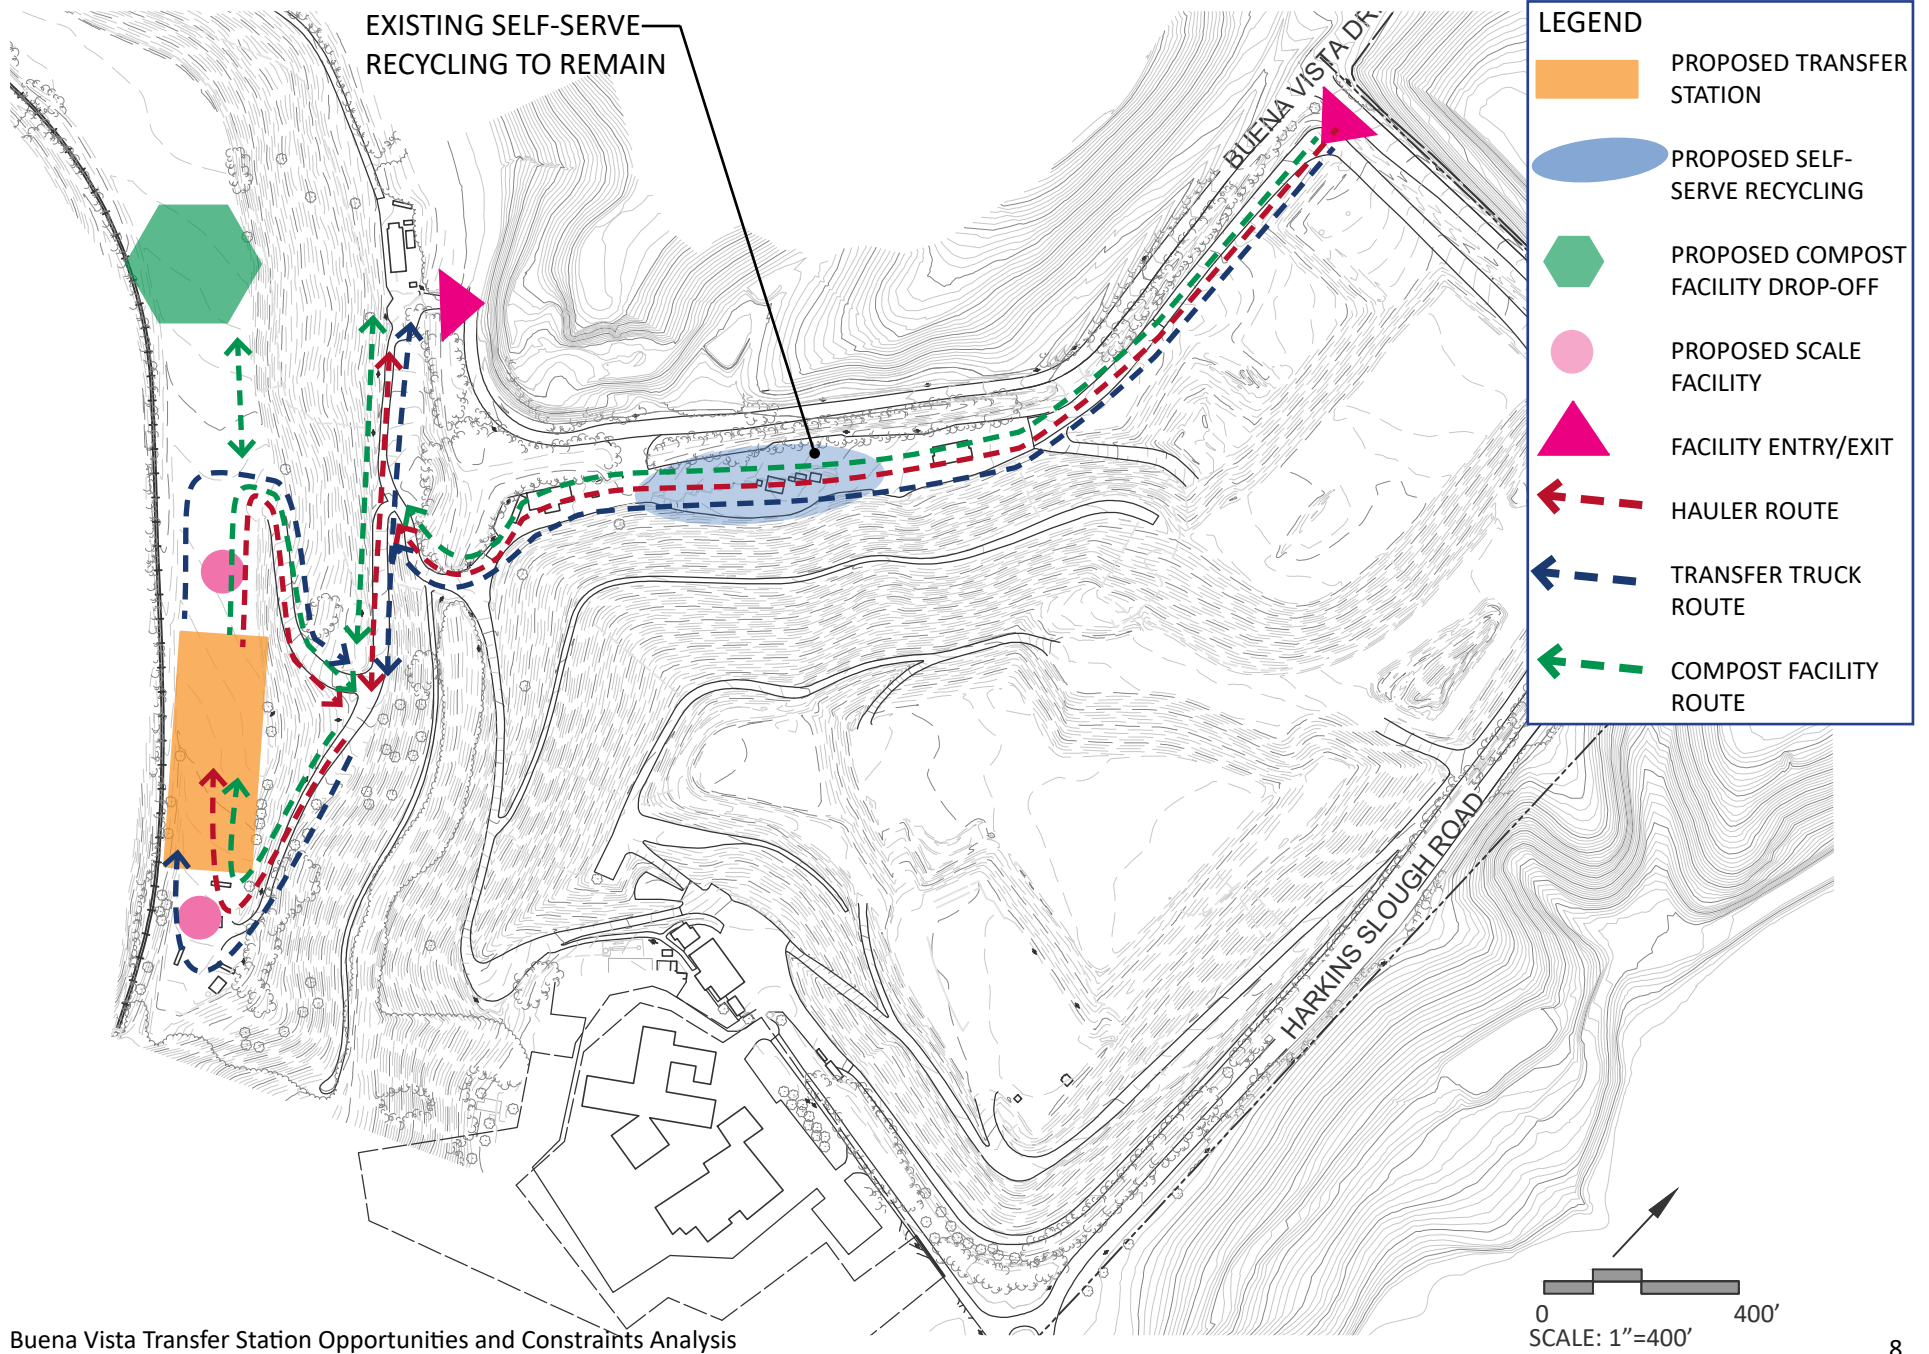 EXISTING SELF-SERVE
RECYCLING TO REMAIN
BUENA VISTA DRI
HARKINS SLOUGH ROAD
LEGEND
PROPOSED TRANSFER
STATION
PROPOSED SELF-
SERVE RECYCLING
PROPOSED COMPOST
FACILITY DROP-OFF
PROPOSED SCALE
FACILITY
FACILITY ENTRY/EXIT
HAULER ROUTE
TRANSFER TRUCK
ROUTE
COMPOST FACILITY
ROUTE
0 400’
SCALE: 1”=400’
Buena Vista Transfer Station Opportunities and Constraints Analysis
8